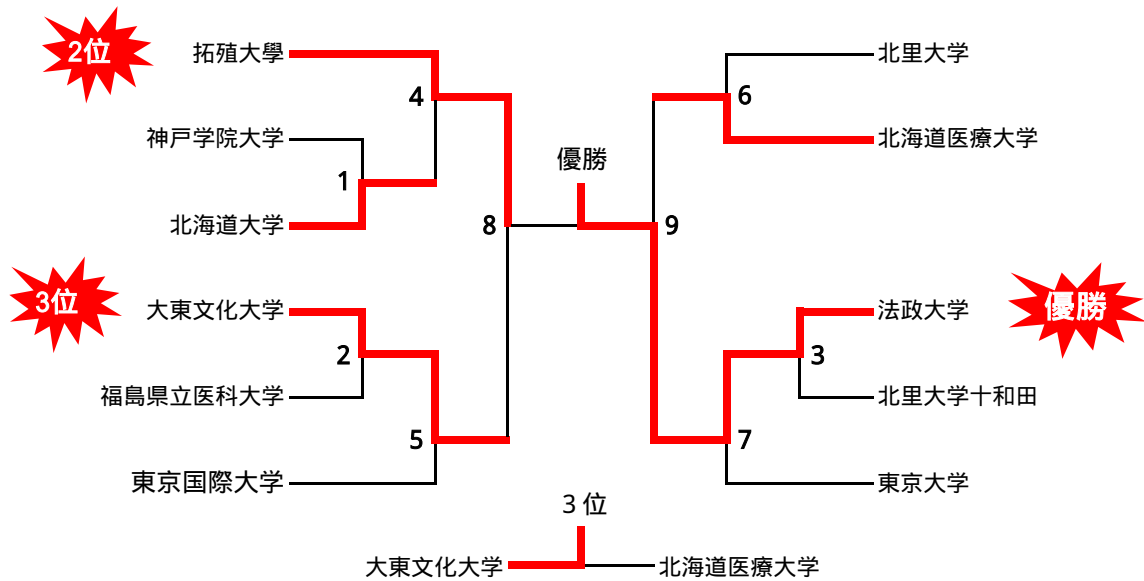 2位
拓殖大學
神戸学院大学
北海道大学
3位
大東文化大学
福島県立医科大学
東京国際大学
4
1
8
2
5
優勝
6
9
3
7
北里大学
北海道医療大学
法政大学
優勝
北里大学十和田
東京大学
3 位
大東文化大学
北海道医療大学